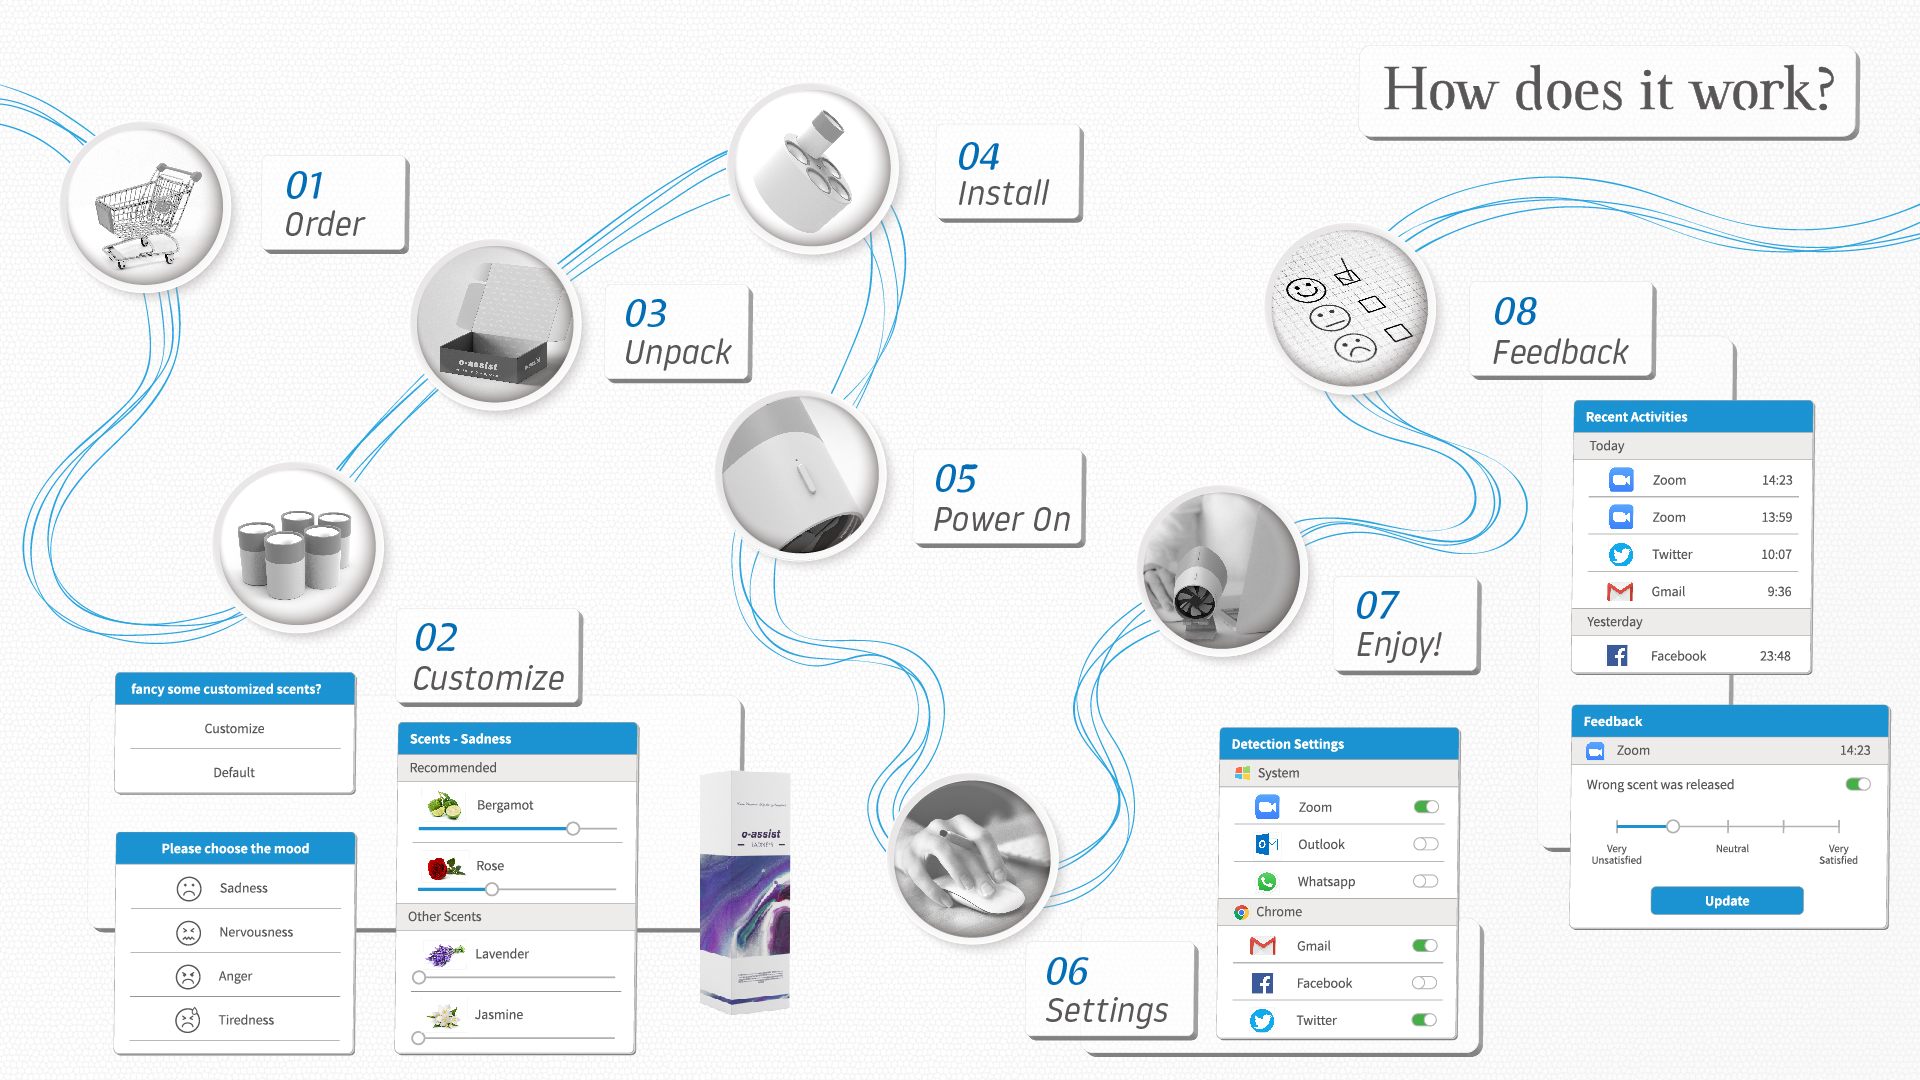 How does it work?
01
Order
02
Customize
fancy some customized scents?
Customize
Default
Please choose the mood
Sadness
Nervousness
Anger
Tiredness
Scents - Sadness
Recommended
Bergamot
Rose
Other Scents
Lavender
Jasmine
o-assist
03
Unpack
o-assist
04
Install
05
Power On
06
Settings
Detection Settings
System
Zoom
Outlook
Whatsapp
Chrome
Gmail
Facebook
Twitter
07
Enjoy!
08
Feedback
Recent Activities
Today
Zoom 14:23
Zoom 13:59
Twitter 10:07
Gmail 9:36
Yesterday
Facebook 23:48
Feedback
Zoom 14:23
Wrong scent was released
Very
Unsatisfied
Neutral
Very
Satisfied
Update